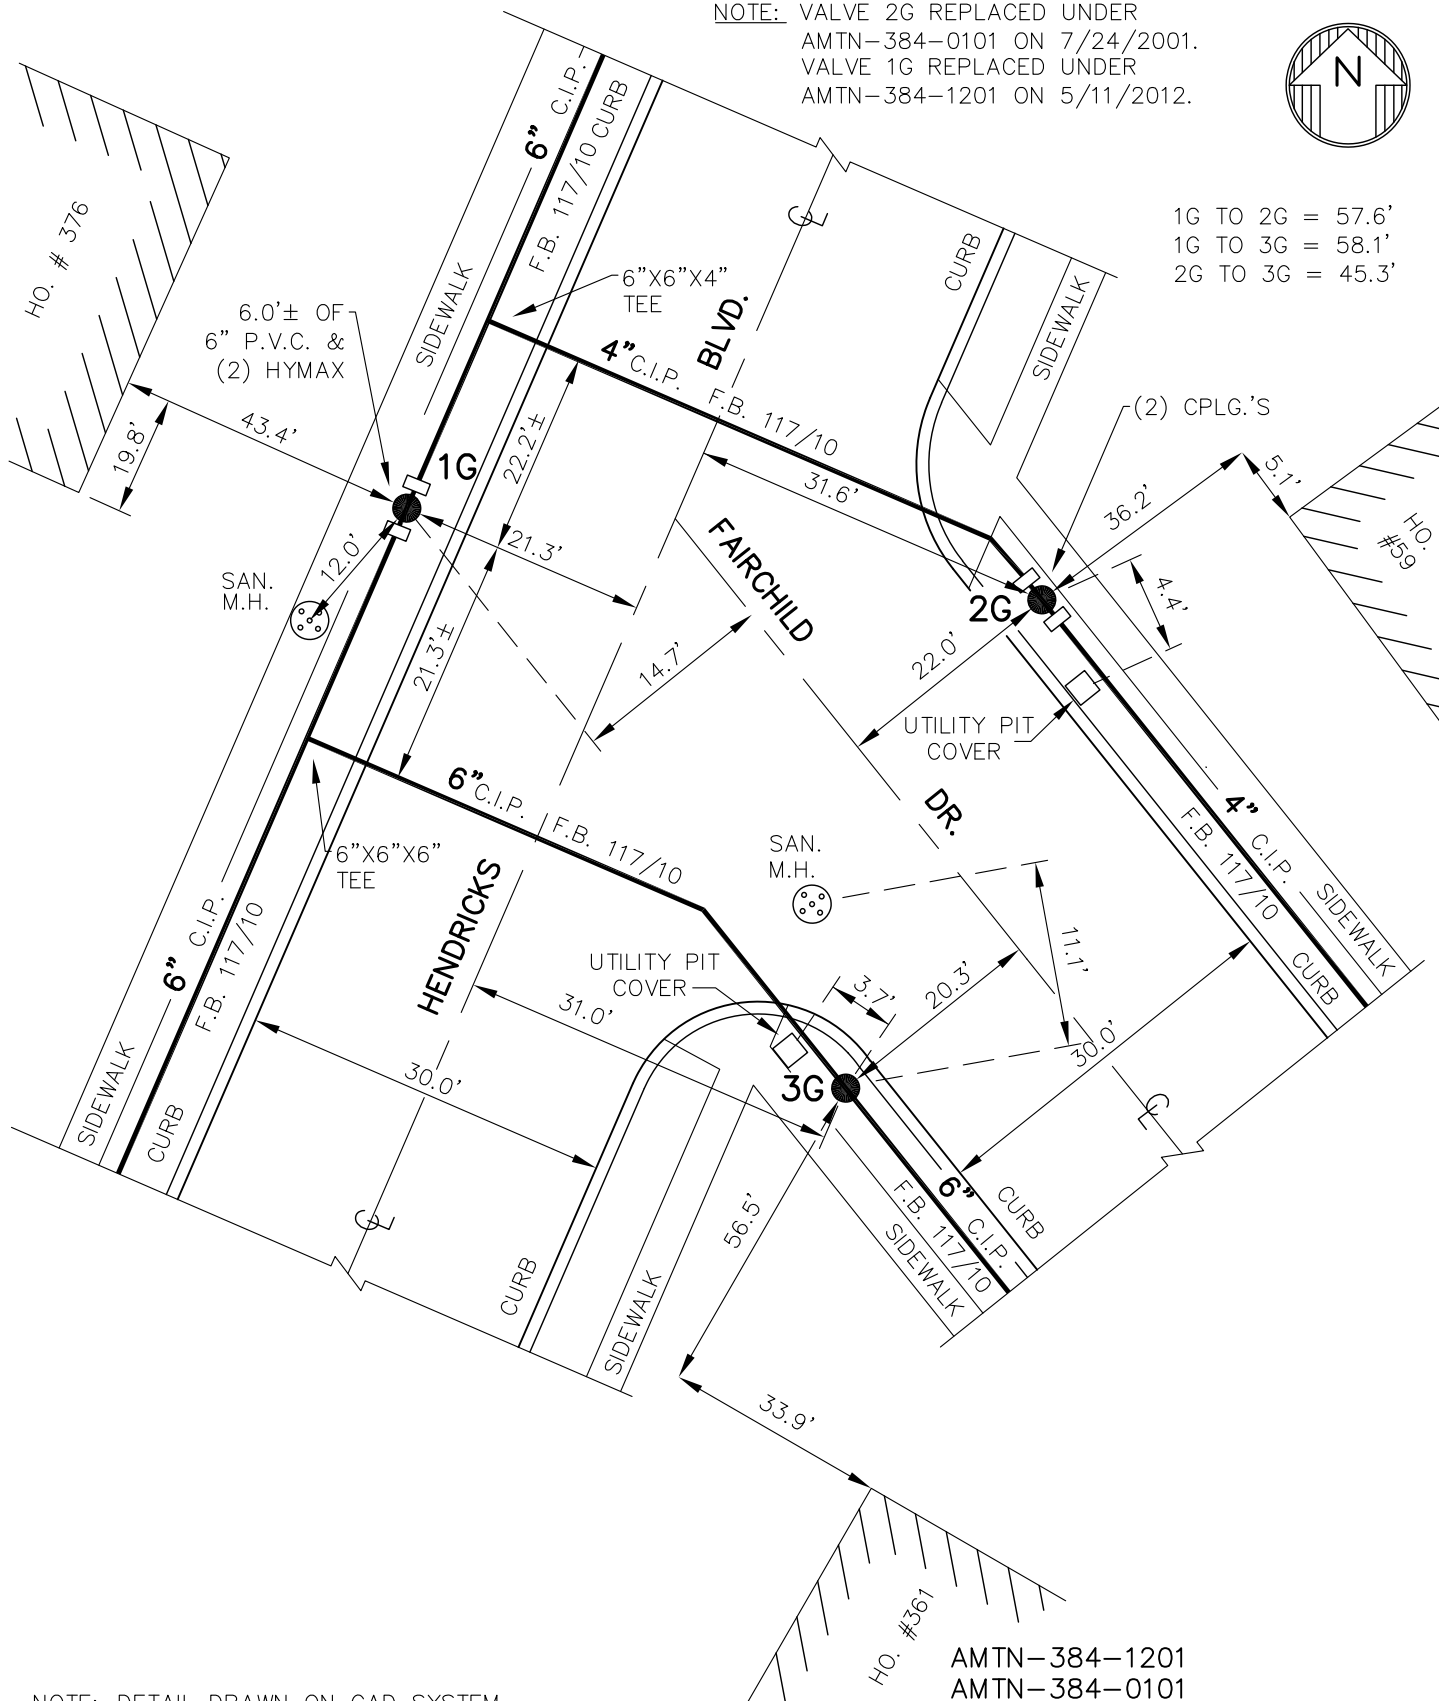 NOTE: VALVE 2G REPLACED UNDER
AMTN-384-0101 ON 7/24/2001.
VALVE 1G REPLACED UNDER
AMTN-384-1201 ON 5/11/2012.
N
1G TO 2G = 57.6'
1G TO 3G = 58.1'
2G TO 3G = 45.3'
6" C.I.P.
F.B. 117/10 CURB
HO. # 376
SIDEWALK
6"X6"X4"
TEE
6.0'± OF
6" P.V.C. &
(2) HYMAX
BLVD.
CURB
SIDEWALK
4" C.I.P. F.B. 117/10
(2) CPLG.'S
43.4'
19.8'
1G
22.2'±
31.6'
36.2'
5.1'
HO.
#59
21.3'
12.0'
SAN.
M.H.
FAIRCHILD
2G
4.4'
21.3'±
14.7'
22.0'
UTILITY PIT
COVER
6" C.I.P. F.B. 117/10
DR.
4" C.I.P.
F.B. 117/10
SIDEWALK
CURB
6"X6"X6"
TEE
SAN.
M.H.
HENDRICKS
6" C.I.P.
F.B. 117/10
UTILITY PIT
COVER
31.0'
3.7'
20.3'
11.1'
30.0'
30.0'
3G
SIDEWALK
CURB
CL
CL
CL
56.5'
6" C.I.P.
F.B. 117/10
CURB
SIDEWALK
CURB
SIDEWALK
33.9'
HO. #361
AMTN-384-1201
AMTN-384-0101
NOTE: DETAIL DRAWN ON CAD SYSTEM